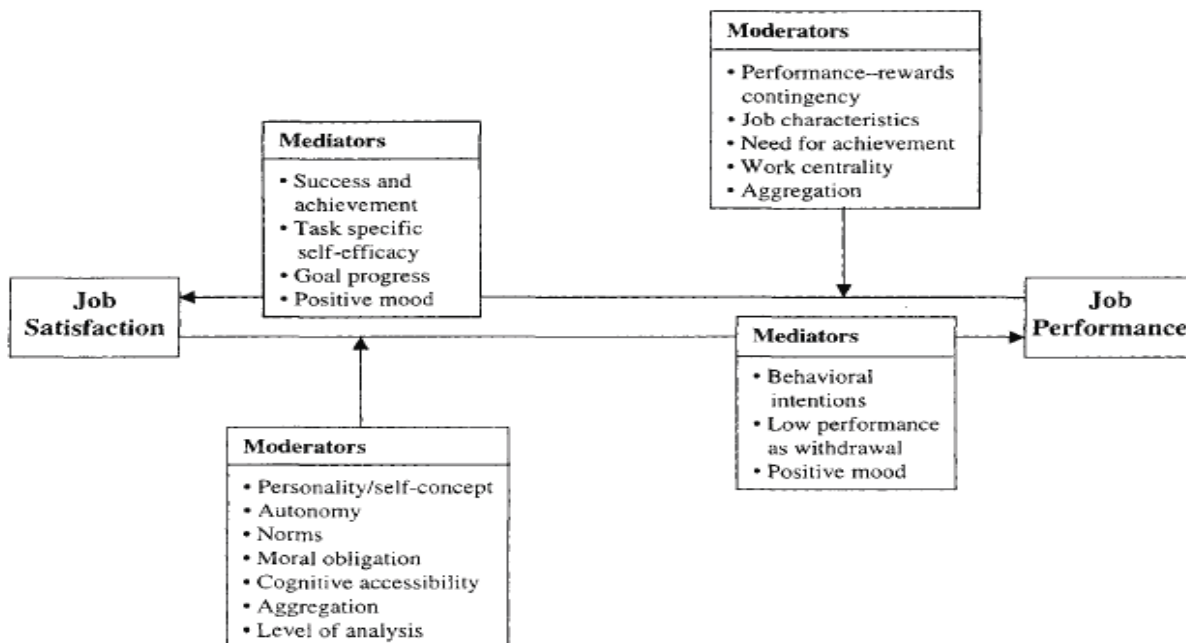 Moderators
• Performance--rewards
contingency
• Job characteristics
• Need for achievement
• Work centrality
• Aggregation
Mediators
• Success and
achievement
• Task specific
self-efficacy
• Goal progress
• Positive mood
Job
Satisfaction
Job
Performance
Mediators
• Behavioral
intentions
• Low performance
as withdrawal
• Positive mood
Moderators
• Personality/self-concept
• Autonomy
• Norms
• Moral obligation
• Cognitive accessibility
• Aggregation
• Level of analysis